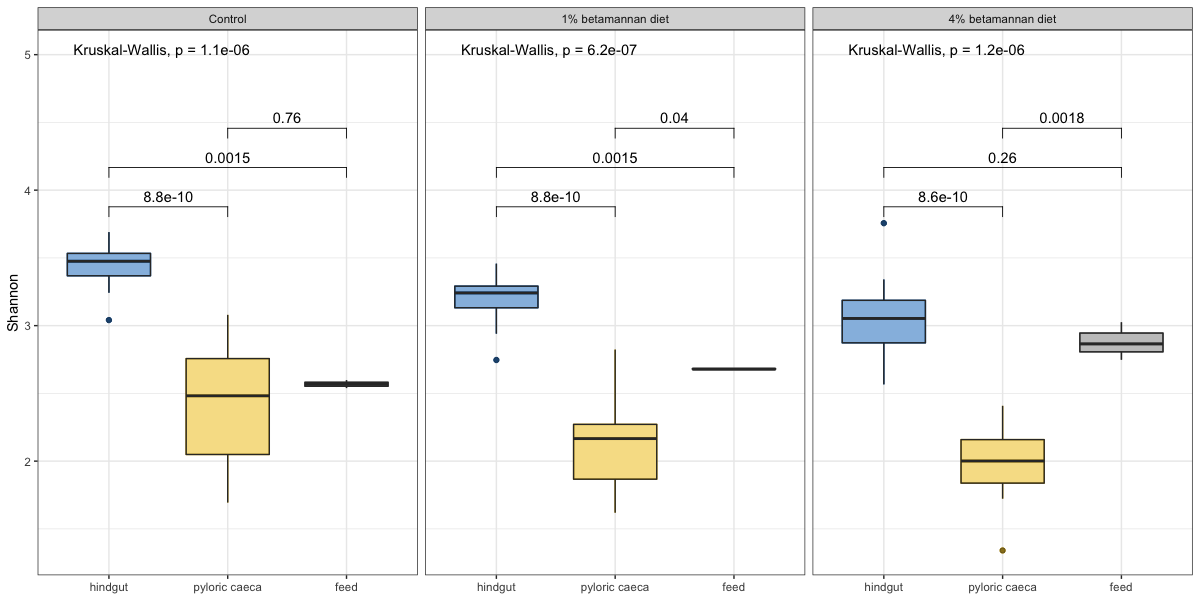 Control
1% betamannan diet
4% betamannan diet
Kruskal-Wallis, p = 1.1e-06
Kruskal-Wallis, p = 6.2e-07
Kruskal-Wallis, p = 1.2e-06
5
0.76
0.04
0.0018
0.0015
0.0015
0.26
4
8.8e-10
8.8e-10
8.6e-10
Shannon
3
2
hindgut
pyloric caeca
feed
hindgut
pyloric caeca
feed
hindgut
pyloric caeca
feed